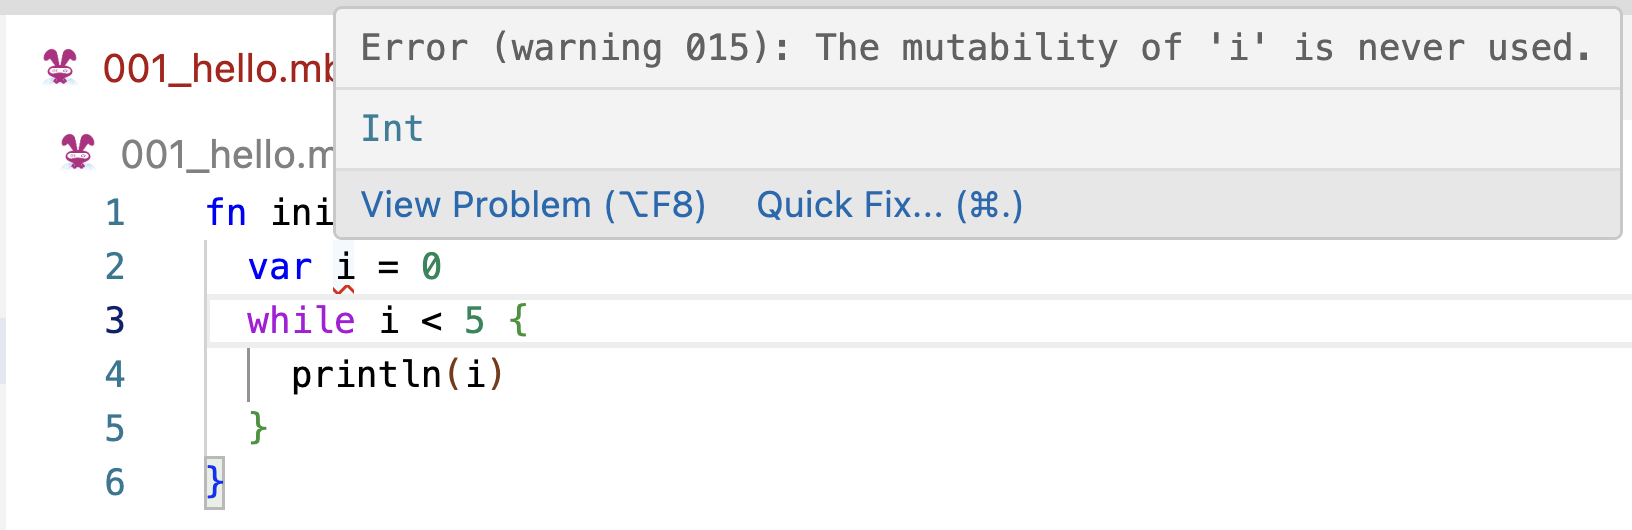 Error (warning 015): The mutability of 'i' is never used.
001_hello.mb
Int
001_hello.m
View Problem (⌥F8) Quick Fix... (⌘.)
1 fn ini
2 var i = 0
3 while i < 5 {
4 println(i)
5 }
6 }